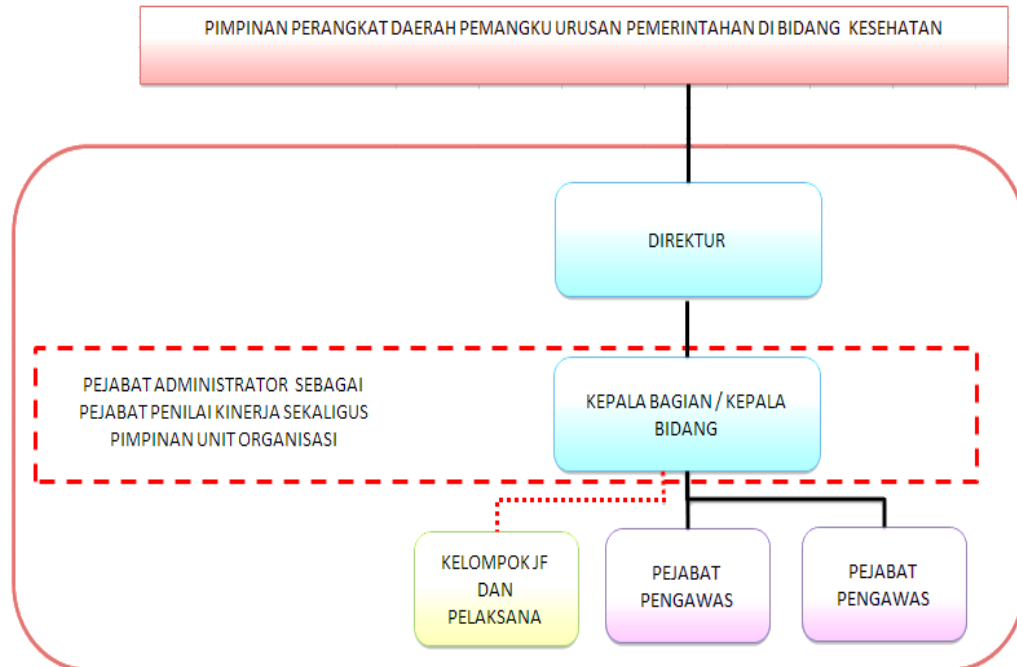 PIMPINAN PERANGKAT DAERAH PEMANGKU URUSAN PEMERINTAHAN DI BIDANG KESEHATAN
DIREKTUR
PEJABAT ADMINISTRATOR SEBAGAI
PEJABAT PENILAI KINERJA SEKALIGUS
PIMPINAN UNIT ORGANISASI
KEPALA BAGIAN / KEPALA
BIDANG
KELOMPOK JF
DAN
PELAKSANA
PEJABAT
PENGAWAS
PEJABAT
PENGAWAS